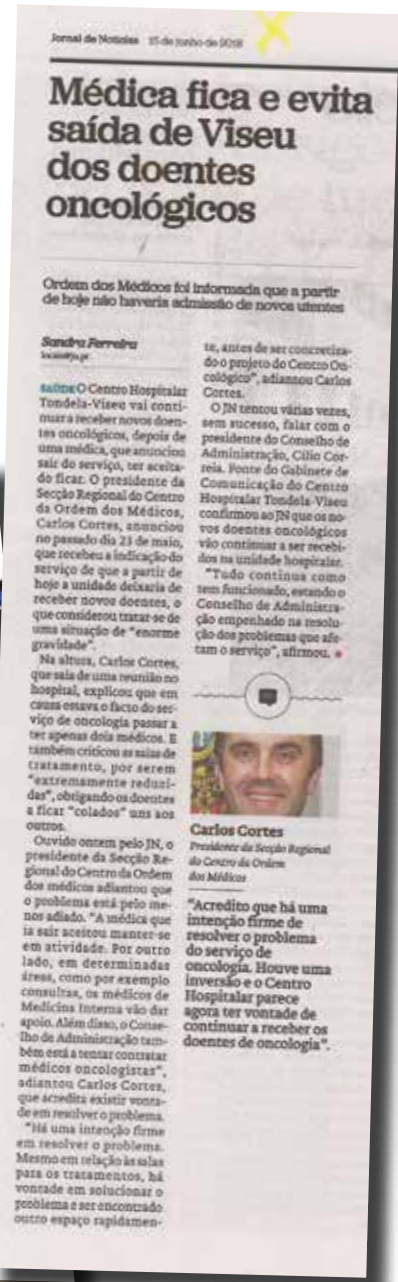 Jornal de Notícias 15 de junho de 2018
Médica fica e evita
saída de Viseu
dos doentes
oncológicos
Ordem dos Médicos foi informada que a partir
de hoje não haveria admissão de novos utentes
Sandra Ferreira
locais@jn.pt
SAÚDE O Centro Hospitalar
Tondela-Viseu vai conti-
nuar a receber novos doen-
tes oncológicos, depois de
uma médica, que anunciou
sair do serviço, ter aceita-
do ficar. O presidente da
Secção Regional do Centro
da Ordem dos Médicos,
Carlos Cortes, anunciou
no passado dia 23 de maio,
que recebeu a indicação do
serviço de que a partir de
hoje a unidade deixaria de
receber novos doentes, o
que considerou tratar-se de
uma situação de "enorme
gravidade".
Na altura, Carlos Cortes,
que saía de uma reunião no
hospital, explicou que em
causa estava o facto do ser-
viço de oncologia passar a
ter apenas dois médicos. E
também criticou as salas de
tratamento, por serem
"extremamente reduzi-
das", obrigando os doentes
a ficar "colados" uns aos
outros.
Ouvido ontem pelo JN, o
presidente da Secção Re-
gional do Centro da Ordem
dos médicos adiantou que
o problema está pelo me-
nos adiado. "A médica que
ia sair aceitou manter-se
em atividade. Por outro
lado, em determinadas
áreas, como por exemplo
consultas, os médicos de
Medicina Interna vão dar
apoio. Além disso, o Conse-
lho de Administração tam-
bém está a tentar contratar
médicos oncologistas",
adiantou Carlos Cortes,
que acredita existir vonta-
de em resolver o problema.
"Há uma intenção firme
em resolver o problema.
Mesmo em relação às salas
para os tratamentos, há
vontade em solucionar o
problema e ser encontrado
outro espaço rapidamen-
te, antes de ser concretiza-
do o projeto do Centro On-
cológico", adiantou Carlos
Cortes.
O JN tentou várias vezes,
sem sucesso, falar com o
presidente do Conselho de
Administração, Cílio Cor-
reia. Fonte do Gabinete de
Comunicação do Centro
Hospitalar Tondela-Viseu
confirmou ao JN que os no-
vos doentes oncológicos
vão continuar a ser recebi-
dos na unidade hospitalar.
"Tudo continua como
tem funcionado, estando o
Conselho de Administra-
ção empenhado na resolu-
ção dos problemas que afe-
tam o serviço", afirmou.
Carlos Cortes
Presidente da Secção Regional
do Centro da Ordem
dos Médicos
"Acredito que há uma
intenção firme de
resolver o problema
do serviço de
oncologia. Houve uma
inversão e o Centro
Hospitalar parece
agora ter vontade de
continuar a receber os
doentes de oncologia".